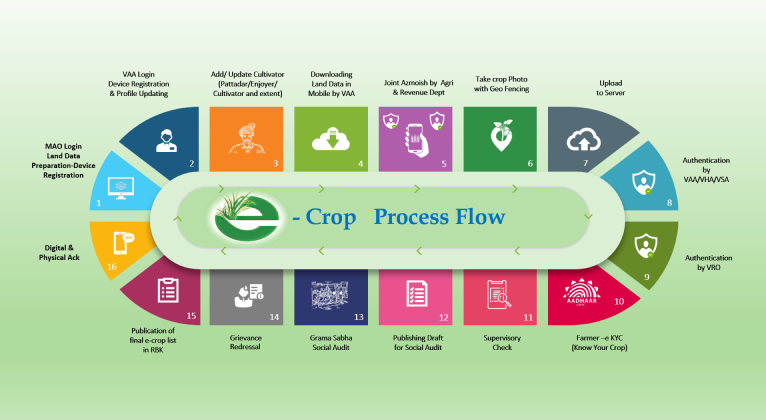 MAO Login
Land Data
Preparation-Device
Registration
1
VAA Login
Device Registration
& Profile Updating
2
Add/ Update Cultivator
(Pattadar/Enjoyer/
Cultivator and extent)
3
Downloading
Land Data in
Mobile by VAA
4
Joint Azmoish by Agri
& Revenue Dept
5
Take crop Photo
with Geo Fencing
6
Upload
to Server
7
Authentication
by
VAA/VHA/VSA
8
Authentication
by VRO
9
e - Crop Process Flow
AADHAAR
10
Farmer –e KYC
(Know Your Crop)
11
Supervisory
Check
12
Publishing Draft
for Social Audit
13
Grama Sabha
Social Audit
14
Grievance
Redressal
15
Publication of
final e-crop list
in RBK
16
Digital &
Physical Ack